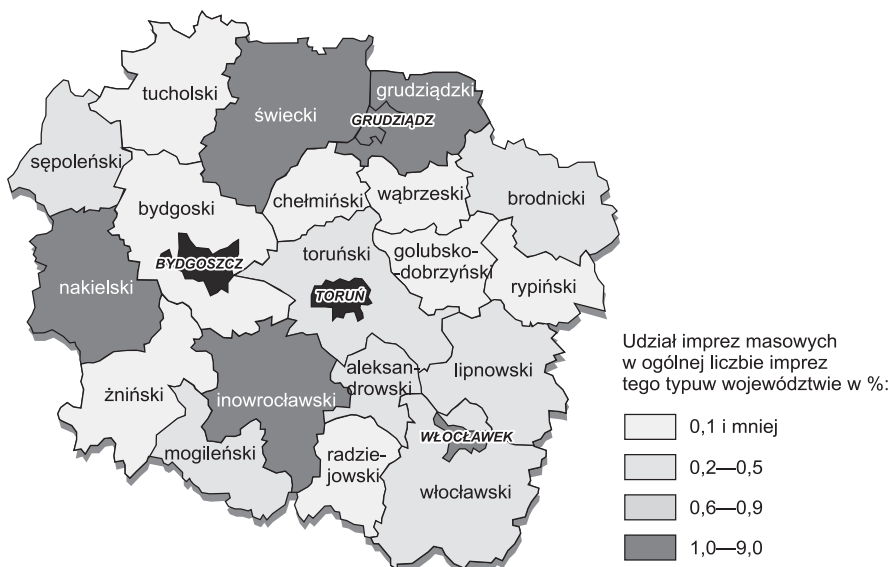 tucholski
świecki
grudziądzki
GRUDZIĄDZ
sępoleński
chełmiński
wąbrzeski
brodnicki
bydgoski
toruński
golubsko-
-dobrzyński
BYDGOSZCZ
nakielski
TORUŃ
rypiński
Udział imprez masowych
w ogólnej liczbie imprez
tego typuw województwie w %:
aleksan-
drowski
lipnowski
żniński
inowrocławski
0,1 i mniej
WŁOCŁAWEK
mogileński
radzie-
jowski
0,2—0,5
włocławski
0,6—0,9
1,0—9,0